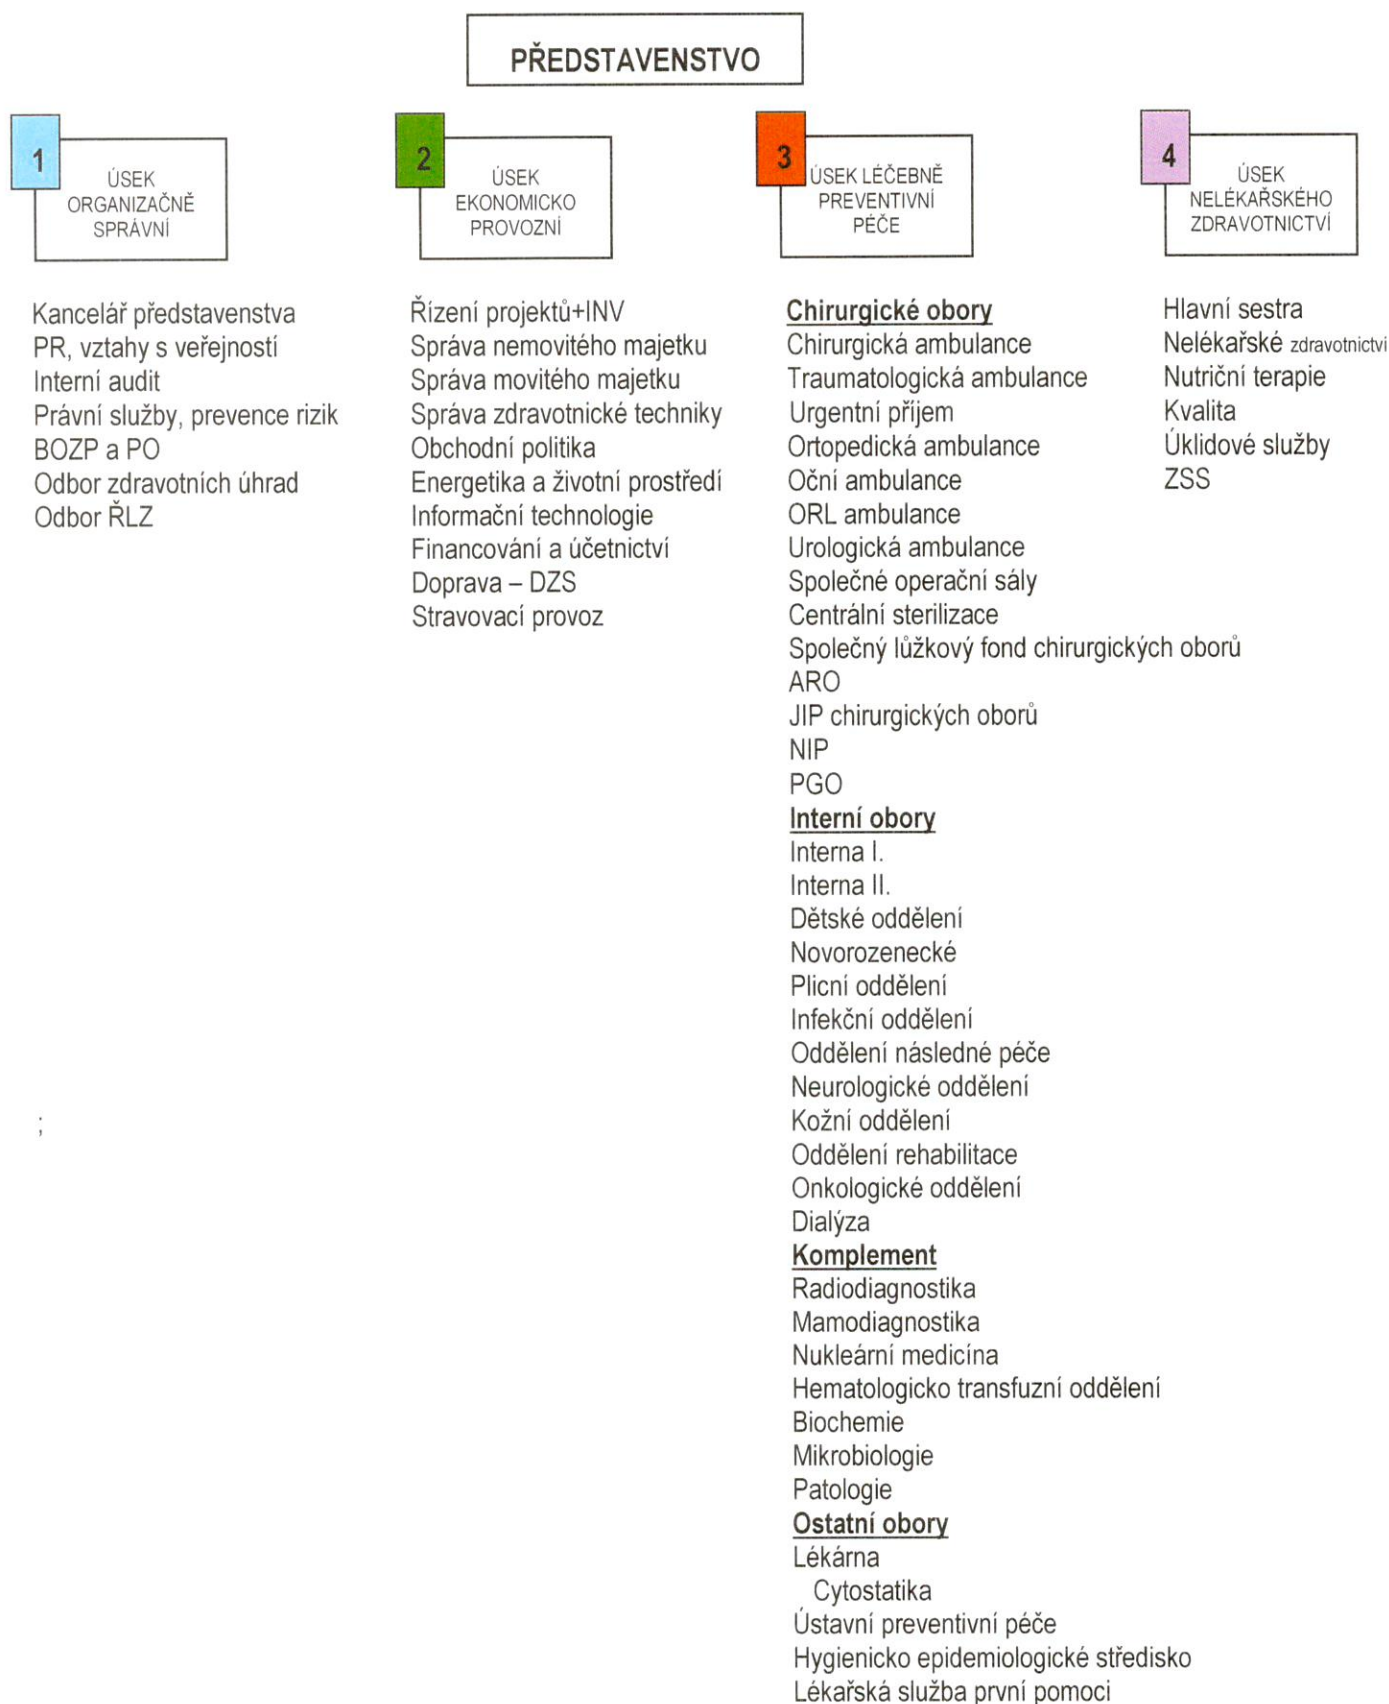 PŘEDSTAVENSTVO
1
ÚSEK
ORGANIZAČNĚ
SPRÁVNÍ
Kancelář představenstva
PR, vztahy s veřejností
Interní audit
Právní služby, prevence rizik
BOZP a PO
Odbor zdravotních úhrad
Odbor ŘLZ
2
ÚSEK
EKONOMICKO
PROVOZNÍ
Řízení projektů+INV
Správa nemovitého majetku
Správa movitého majetku
Správa zdravotnické techniky
Obchodní politika
Energetika a životní prostředí
Informační technologie
Financování a účetnictví
Doprava – DZS
Stravovací provoz
3
ÚSEK LÉČEBNĚ
PREVENTIVNÍ
PÉČE
Chirurgické obory
Chirurgická ambulance
Traumatologická ambulance
Urgentní příjem
Ortopedická ambulance
Oční ambulance
ORL ambulance
Urologická ambulance
Společné operační sály
Centrální sterilizace
Společný lůžkový fond chirurgických oborů
ARO
JIP chirurgických oborů
NIP
PGO
Interní obory
Interna I.
Interna II.
Dětské oddělení
Novorozenecké
Plicní oddělení
Infekční oddělení
Oddělení následné péče
Neurologické oddělení
Kožní oddělení
Oddělení rehabilitace
Onkologické oddělení
Dialýza
Komplement
Radiodiagnostika
Mamodiagnostika
Nukleární medicína
Hematologicko transfuzní oddělení
Biochemie
Mikrobiologie
Patologie
Ostatní obory
Lékárna
Cytostatika
Ústavní preventivní péče
Hygienicko epidemiologické středisko
Lékařská služba první pomoci
4
ÚSEK
NELÉKAŘSKÉHO
ZDRAVOTNICTVÍ
Hlavní sestra
Nelékařské zdravotnictví
Nutriční terapie
Kvalita
Úklidové služby
ZSS
;